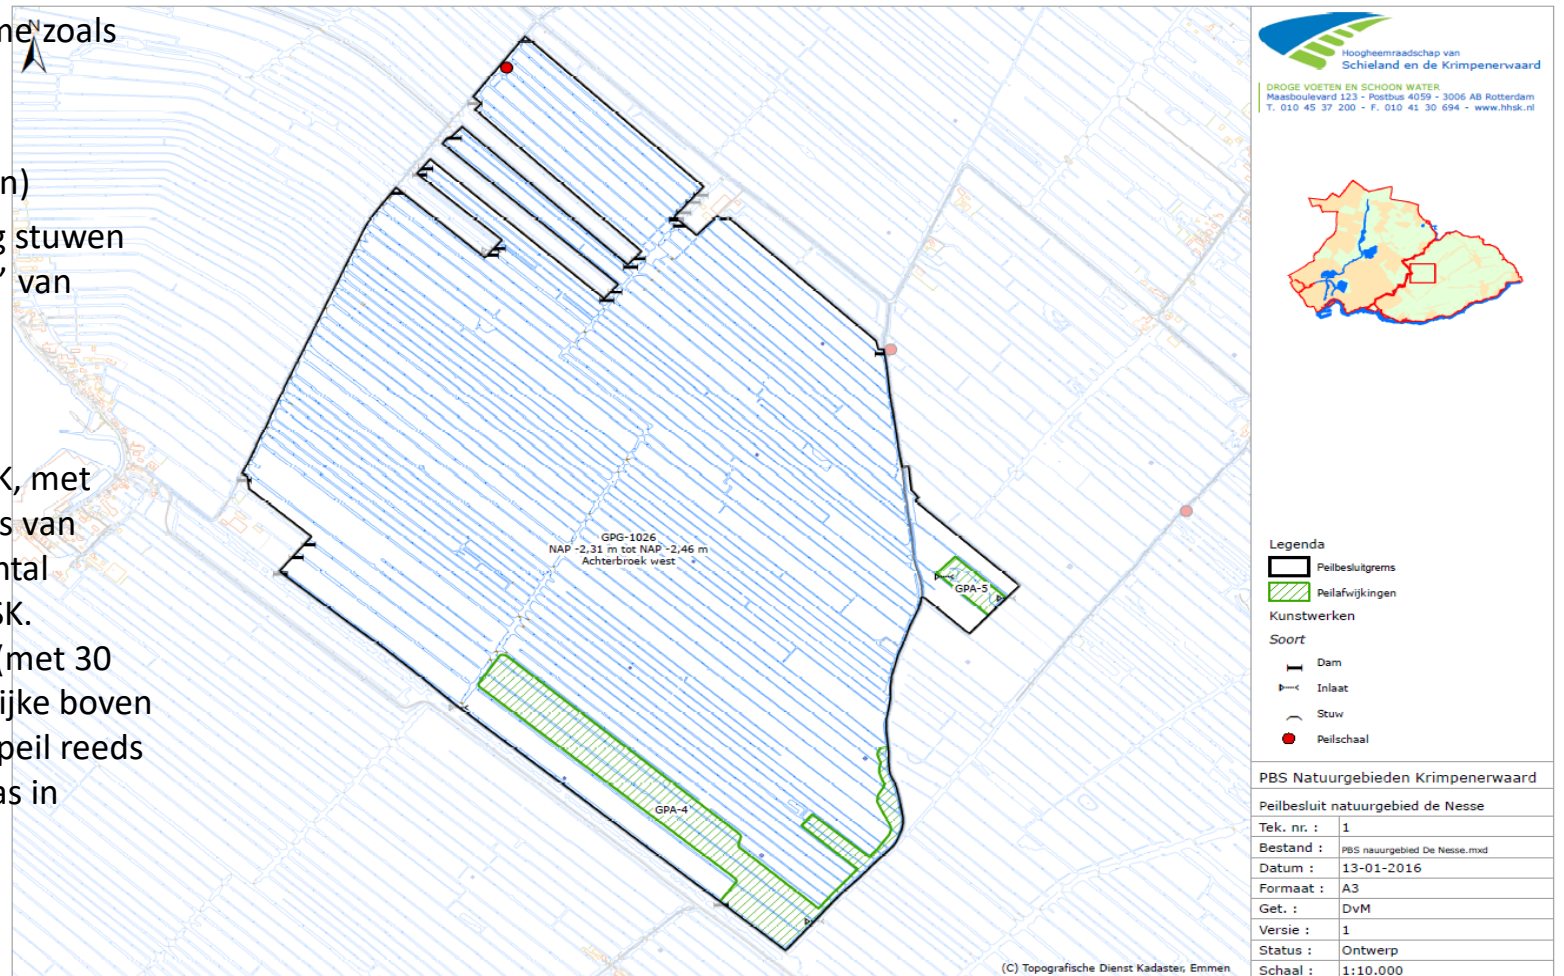 me zoals
n)
g stuwen
’ van
K, met
s van
ntal
SK.
(met 30
ijke boven
peil reeds
as in
N
GPG-1026
NAP -2,31 m tot NAP -2,46 m
Achterbroek west
GPA-5
GPA-4
(C) Topografische Dienst Kadaster, Emmen
Hoogheemraadschap van
Schieland en de Krimpenerwaard
DROGE VOETEN EN SCHOON WATER
Maasboulevard 123 - Postbus 4059 - 3006 AB Rotterdam
T. 010 45 37 200 - F. 010 41 30 694 - www.hhsk.nl
Legenda
Peilbesluitgrens
Peilafwijkingen
Kunstwerken
Soort
Dam
Inlaat
Stuw
Peilschaal
PBS Natuurgebieden Krimpenerwaard
Peilbesluit natuurgebied de Nesse
Tek. nr. : 1
Bestand : PBS nauurgebied De Nesse.mxd
Datum : 13-01-2016
Formaat : A3
Get. : DvM
Versie : 1
Status : Ontwerp
Schaal : 1:10.000